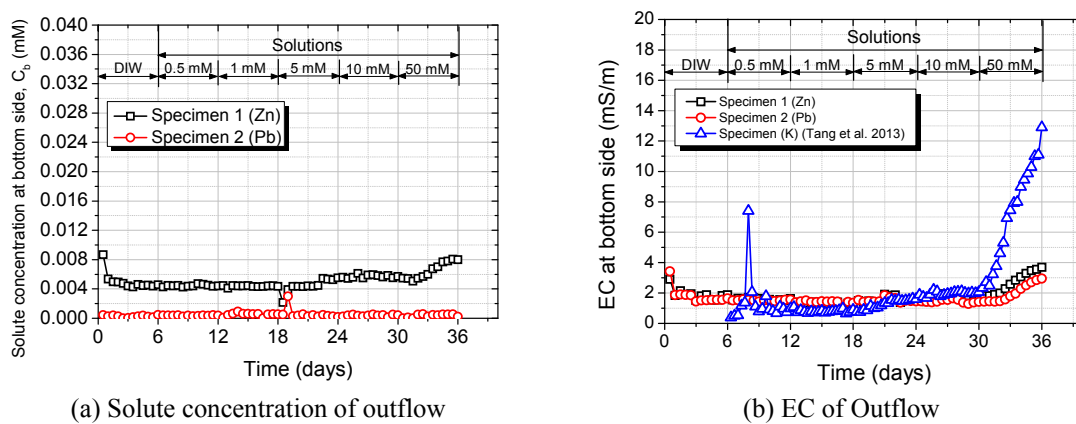 Solute concentration at bottom side, C_b (mM)
0.040
0.036
0.032
0.028
0.024
0.020
0.016
0.012
0.008
0.004
0.000
Solutions
DIW 0.5 mM 1 mM 5 mM 10 mM 50 mM
Specimen 1 (Zn)
Specimen 2 (Pb)
0 6 12 18 24 30 36
Time (days)
(a) Solute concentration of outflow
EC at bottom side (mS/m)
20
18
16
14
12
10
8
6
4
2
0
Solutions
DIW 0.5 mM 1 mM 5 mM 10 mM 50 mM
Specimen 1 (Zn)
Specimen 2 (Pb)
Specimen (K) (Tang et al. 2013)
0 6 12 18 24 30 36
Time (days)
(b) EC of Outflow